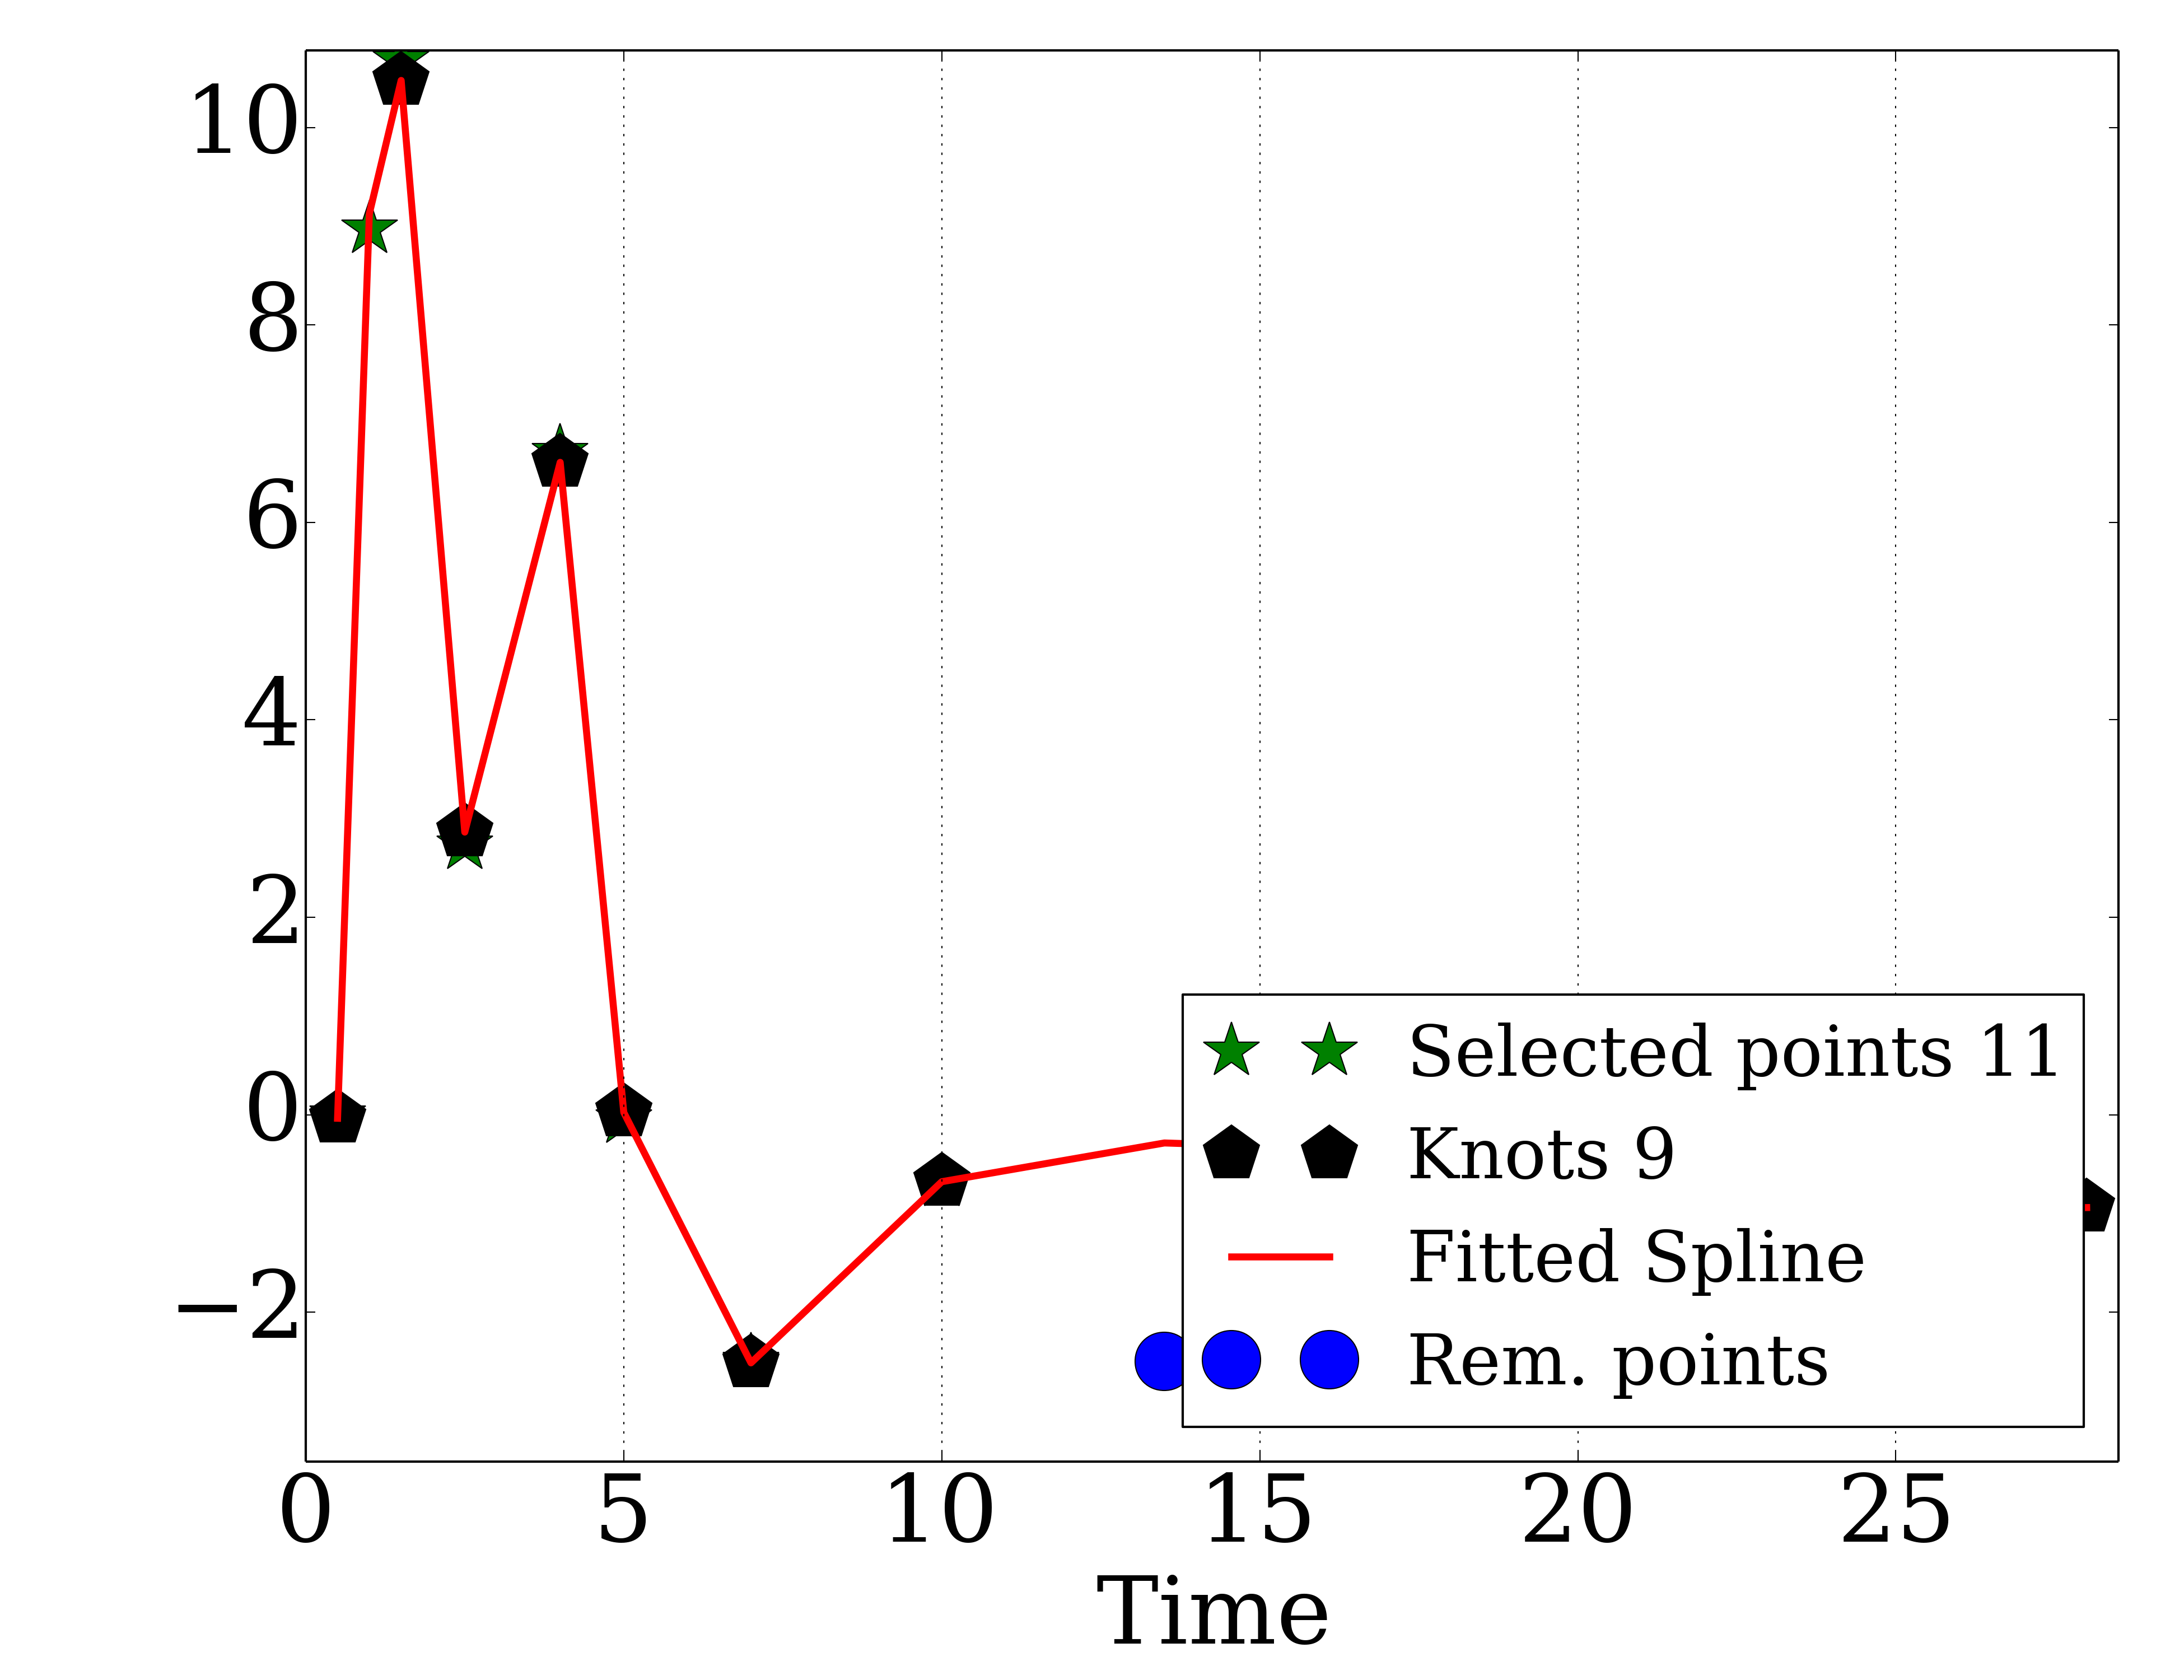 10
8
6
4
2
0
−2
Selected points 11
Knots 9
Fitted Spline
Rem. points
0 5 10 15 20 25
Time